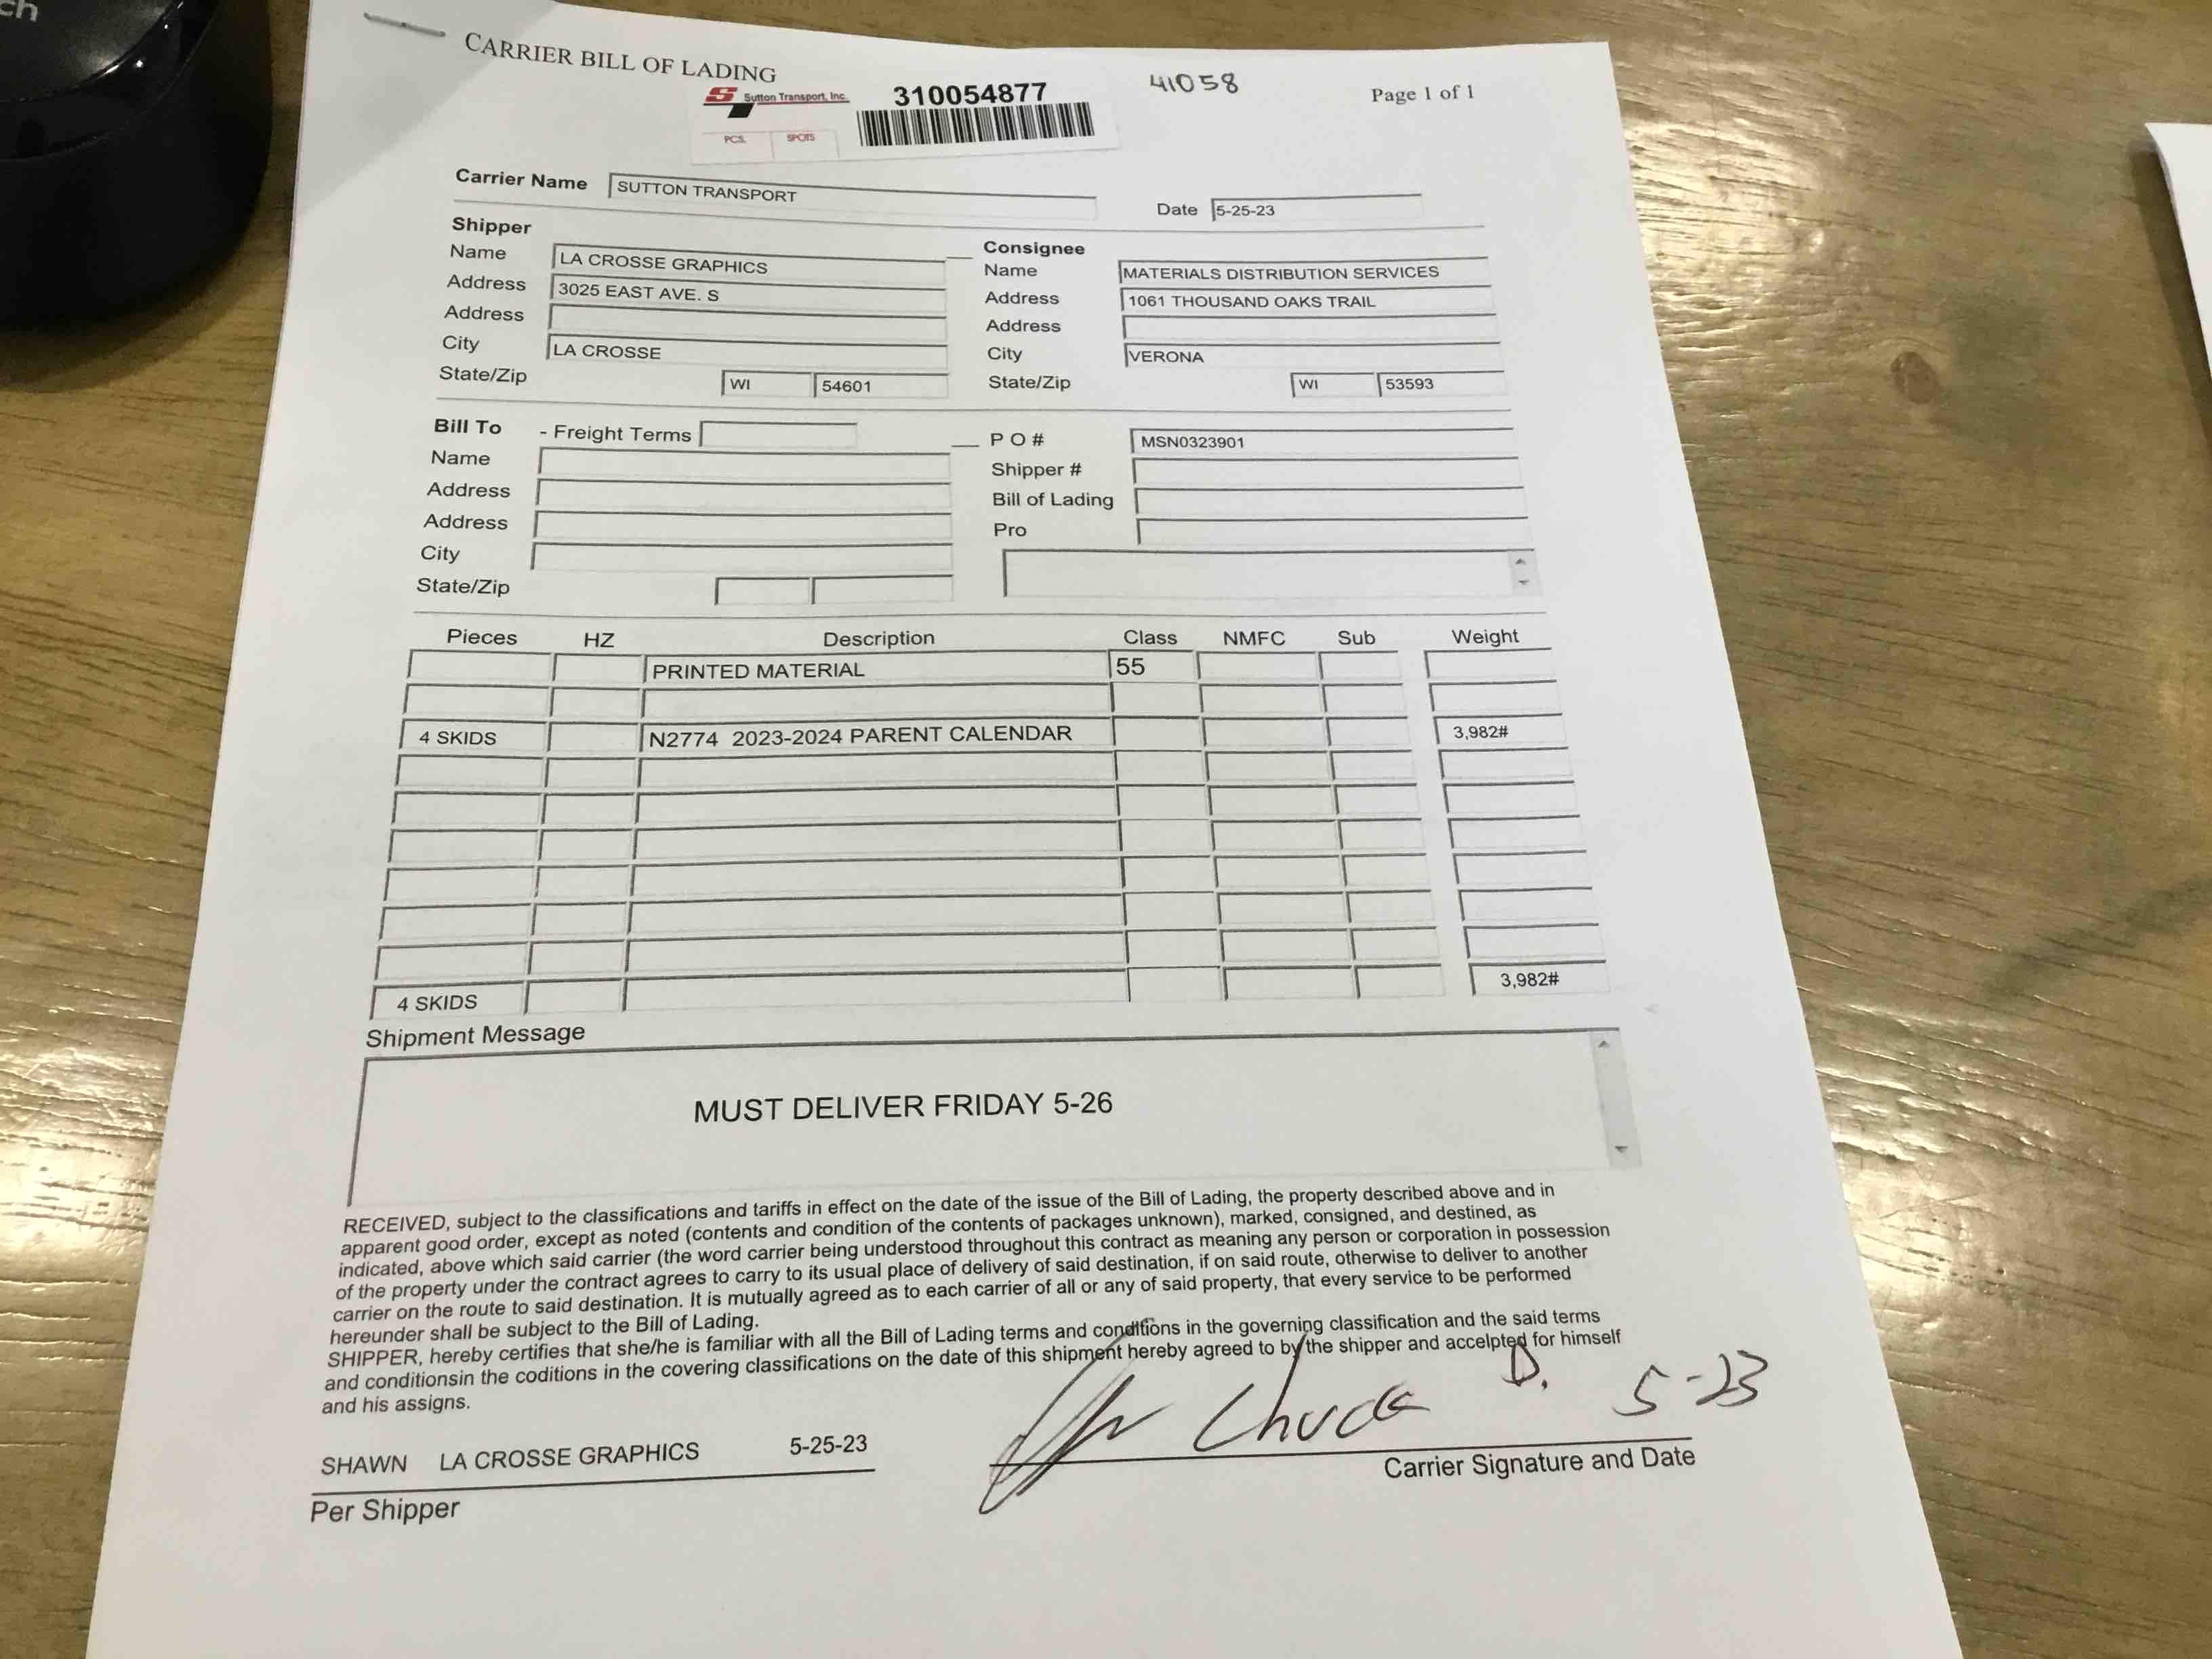 ch
CARRIER BILL OF LADING
Sutton Transport, Inc.
310054877
41058
Page 1 of 1
PCS. SPOTS
Carrier Name SUTTON TRANSPORT
Date 5-25-23
Shipper
Name LA CROSSE GRAPHICS
Address 3025 EAST AVE. S
Address
City LA CROSSE
State/Zip WI 54601
Consignee
Name MATERIALS DISTRIBUTION SERVICES
Address 1061 THOUSAND OAKS TRAIL
Address
City VERONA
State/Zip WI 53593
Bill To - Freight Terms
Name
Address
Address
City
State/Zip
P O # MSN0323901
Shipper #
Bill of Lading
Pro
Pieces HZ Description Class NMFC Sub Weight
PRINTED MATERIAL 55
4 SKIDS N2774 2023-2024 PARENT CALENDAR 3,982#
4 SKIDS 3,982#
Shipment Message
MUST DELIVER FRIDAY 5-26
RECEIVED, subject to the classifications and tariffs in effect on the date of the issue of the Bill of Lading, the property described above and in
apparent good order, except as noted (contents and condition of the contents of packages unknown), marked, consigned, and destined, as
indicated, above which said carrier (the word carrier being understood throughout this contract as meaning any person or corporation in possession
of the property under the contract agrees to carry to its usual place of delivery of said destination, if on said route, otherwise to deliver to another
carrier on the route to said destination. It is mutually agreed as to each carrier of all or any of said property, that every service to be performed
hereunder shall be subject to the Bill of Lading.
SHIPPER, hereby certifies that she/he is familiar with all the Bill of Lading terms and conditions in the governing classification and the said terms
and conditionsin the coditions in the covering classifications on the date of this shipment hereby agreed to by the shipper and accelpted for himself
and his assigns.
SHAWN LA CROSSE GRAPHICS 5-25-23
Per Shipper
Chuck D. 5-23
Carrier Signature and Date